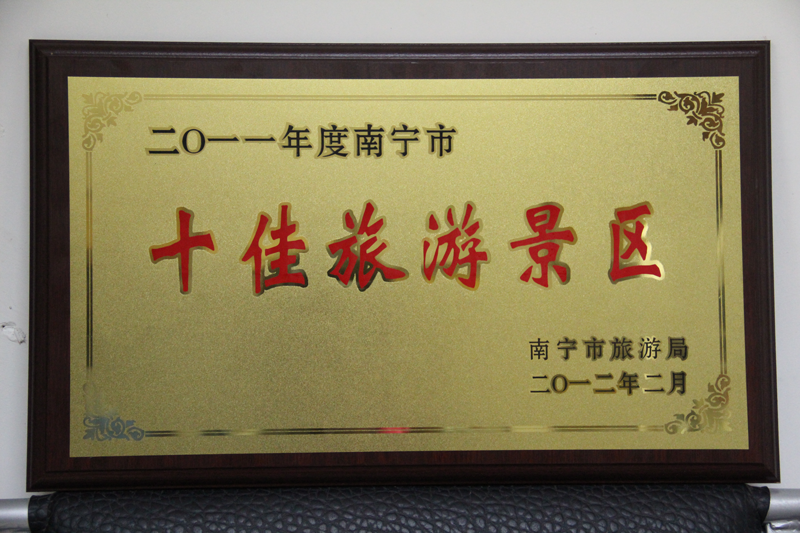 二〇一一年度南宁市
十佳旅游景区
南宁市旅游局
二〇一二年二月